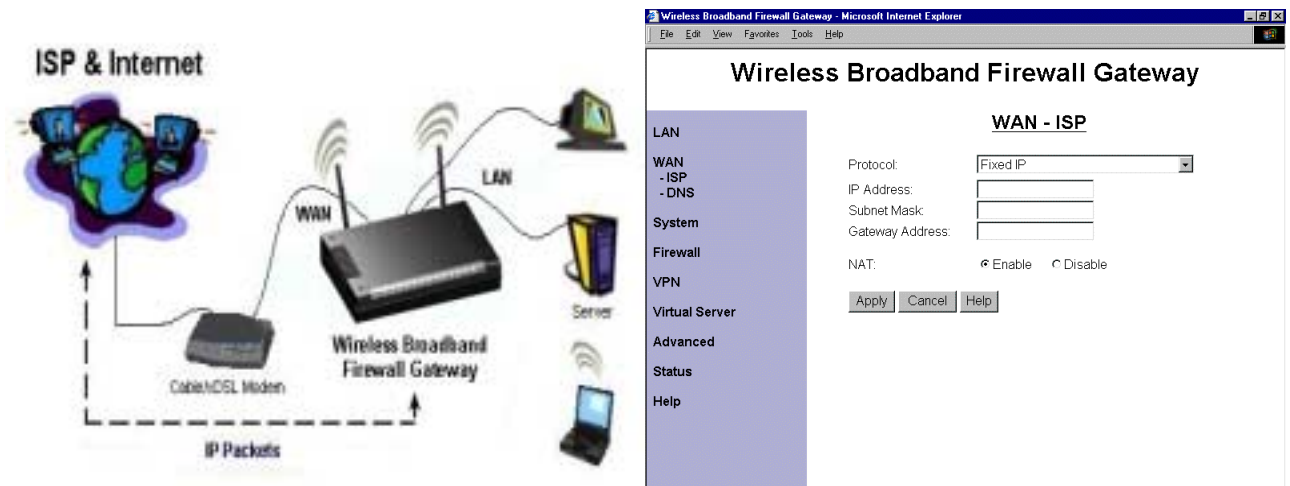 ISP & Internet
WAN
LAN
Server
Wireless Broadband
Firewall Gateway
Cable/ADSL Modem
IP Packets
Wireless Broadband Firewall Gateway - Microsoft Internet Explorer
File Edit View Favorites Tools Help
Wireless Broadband Firewall Gateway
LAN
WAN
- ISP
- DNS
System
Firewall
VPN
Virtual Server
Advanced
Status
Help
WAN - ISP
Protocol: Fixed IP
IP Address:
Subnet Mask:
Gateway Address:
NAT: Enable Disable
Apply Cancel Help